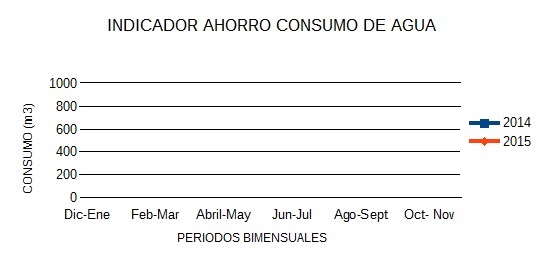 INDICADOR AHORRO CONSUMO DE AGUA
CONSUMO (m3)
1000
800
600
400
200
0
Dic-Ene Feb-Mar Abril-May Jun-Jul Ago-Sept Oct- Nov
PERIODOS BIMENSUALES
2014
2015